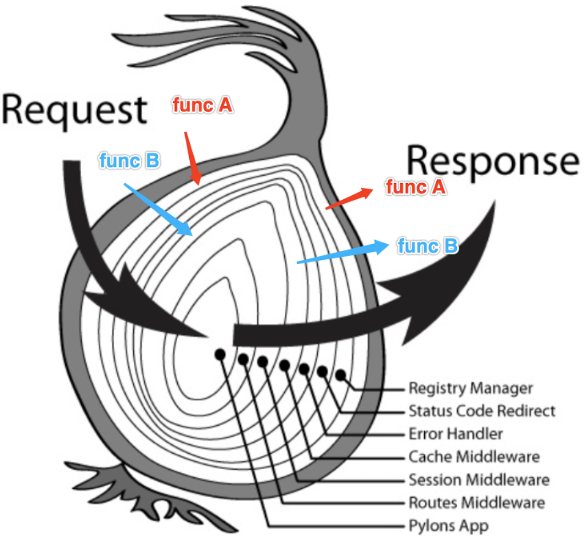 Request
func A
func B
Response
func A
func B
Registry Manager
Status Code Redirect
Error Handler
Cache Middleware
Session Middleware
Routes Middleware
Pylons App